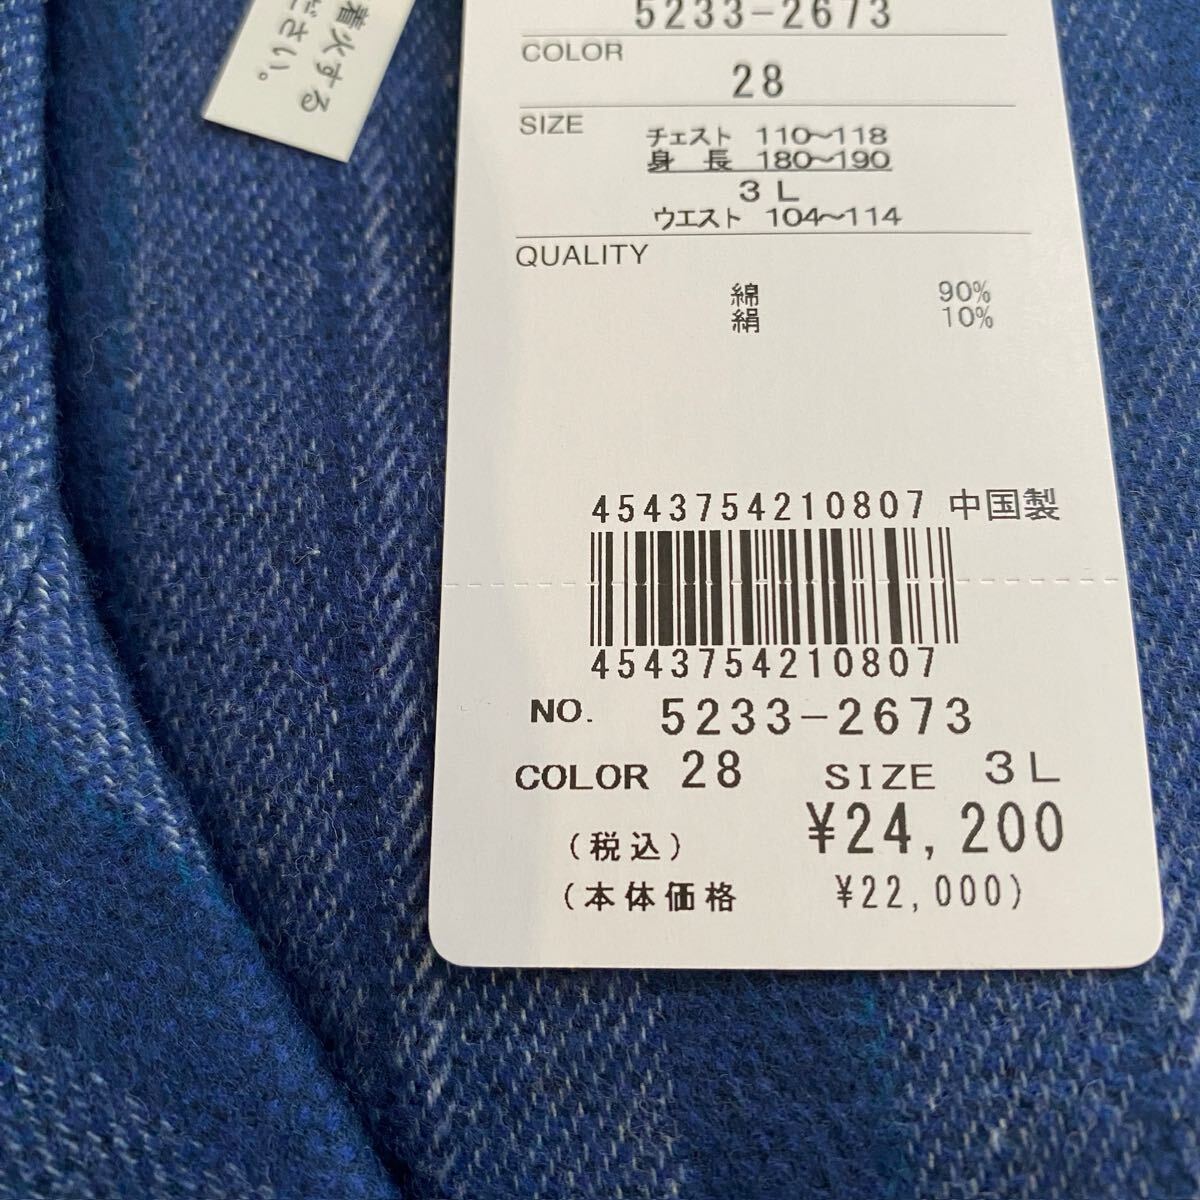 着火する
ださい。
5233-2673
COLOR
28
SIZE
チェスト 110〜118
身 長 180〜190
3L
ウエスト 104〜114
QUALITY
綿 90%
絹 10%
4543754210807 中国製
4543754210807
NO. 5233-2673
COLOR 28 SIZE 3L
(税込) ¥24,200
(本体価格 ¥22,000)